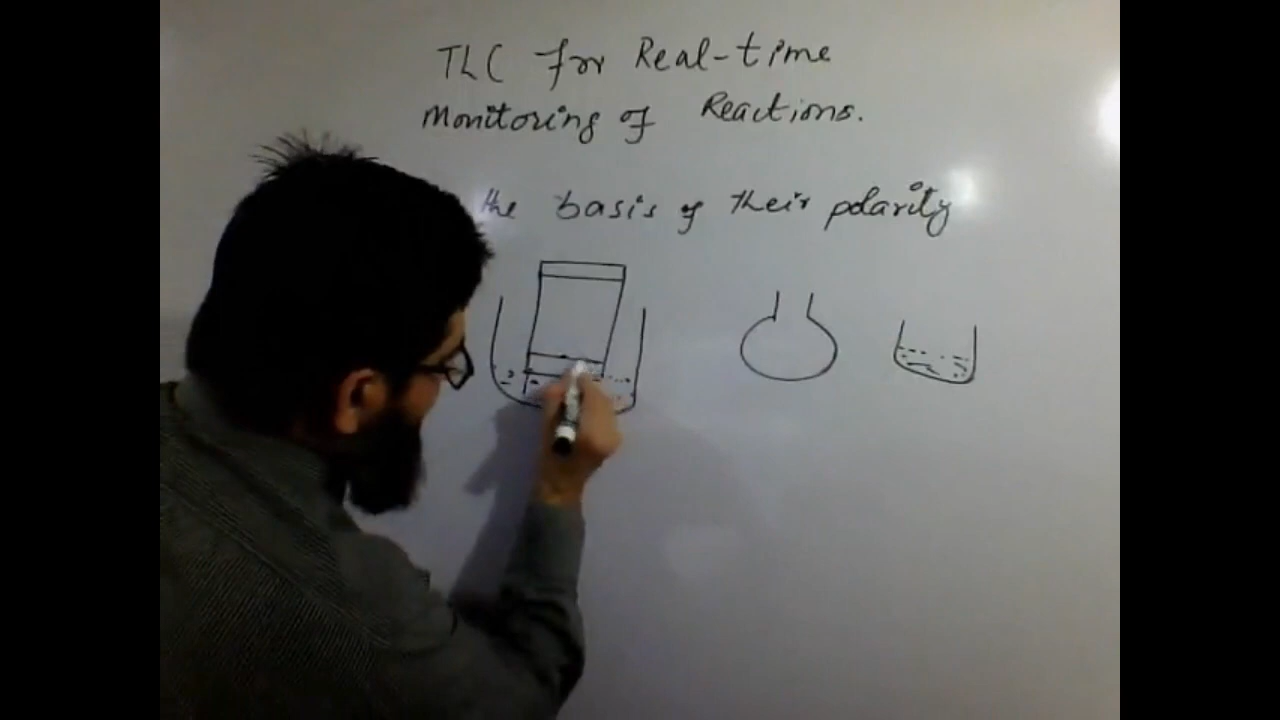 TLC for Real-time
Monitoring of Reactions.
the basis of their polarity